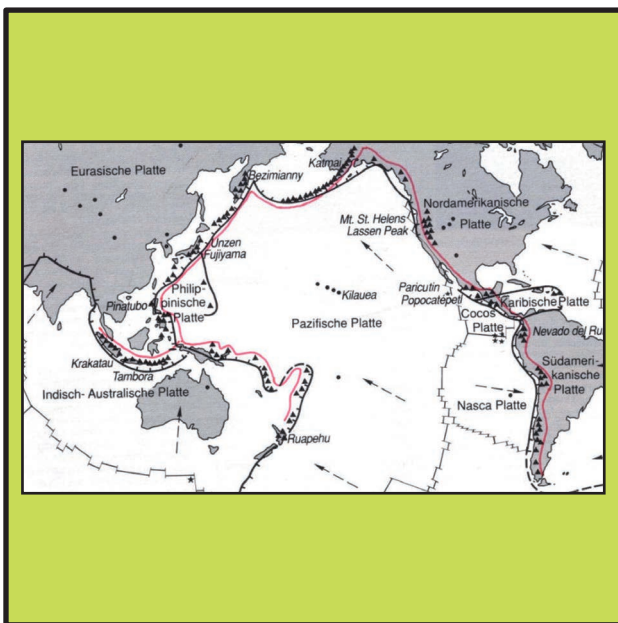 Eurasische Platte
Bezimianny
Katmai
Nordamerikanische
Platte
Mt. St. Helens
Lassen Peak
Unzen
Fujiyama
Philip-
pinische
Platte
Pinatubo
Kilauea
Pazifische Platte
Paricutin
Popocatepetl
Karibische Platte
Cocos
Platte
Nevado del Ru
Krakatau
Tambora
Indisch-Australische Platte
Südameri-
kanische
Platte
Nasca Platte
Ruapehu